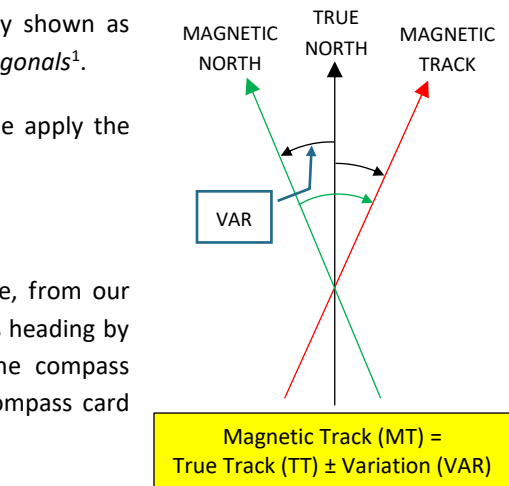 y shown as
gonals¹.
e apply the
e, from our
heading by
ne compass
ompass card
MAGNETIC
NORTH
TRUE
NORTH
MAGNETIC
TRACK
VAR
Magnetic Track (MT) =
True Track (TT) ± Variation (VAR)